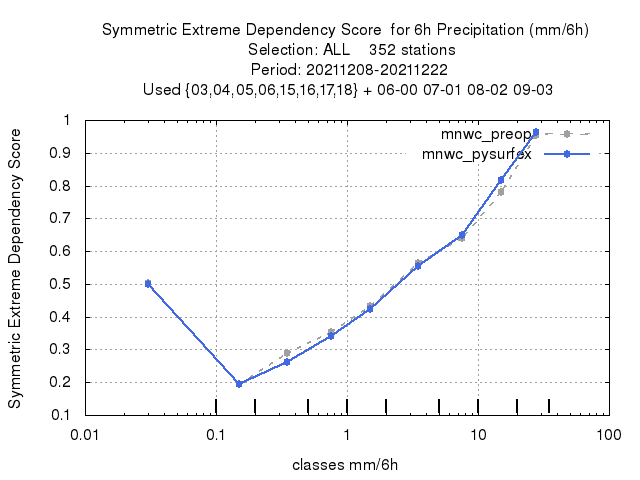 Symmetric Extreme Dependency Score  for 6h Precipitation (mm/6h)
Selection: ALL    352 stations
Period: 20211208-20211222
Used {03,04,05,06,15,16,17,18} + 06-00 07-01 08-02 09-03
Symmetric Extreme Dependency Score
1
0.9
0.8
0.7
0.6
0.5
0.4
0.3
0.2
0.1
mnwc_preop
mnwc_pysurfex
0.01
0.1
1
10
100
classes mm/6h